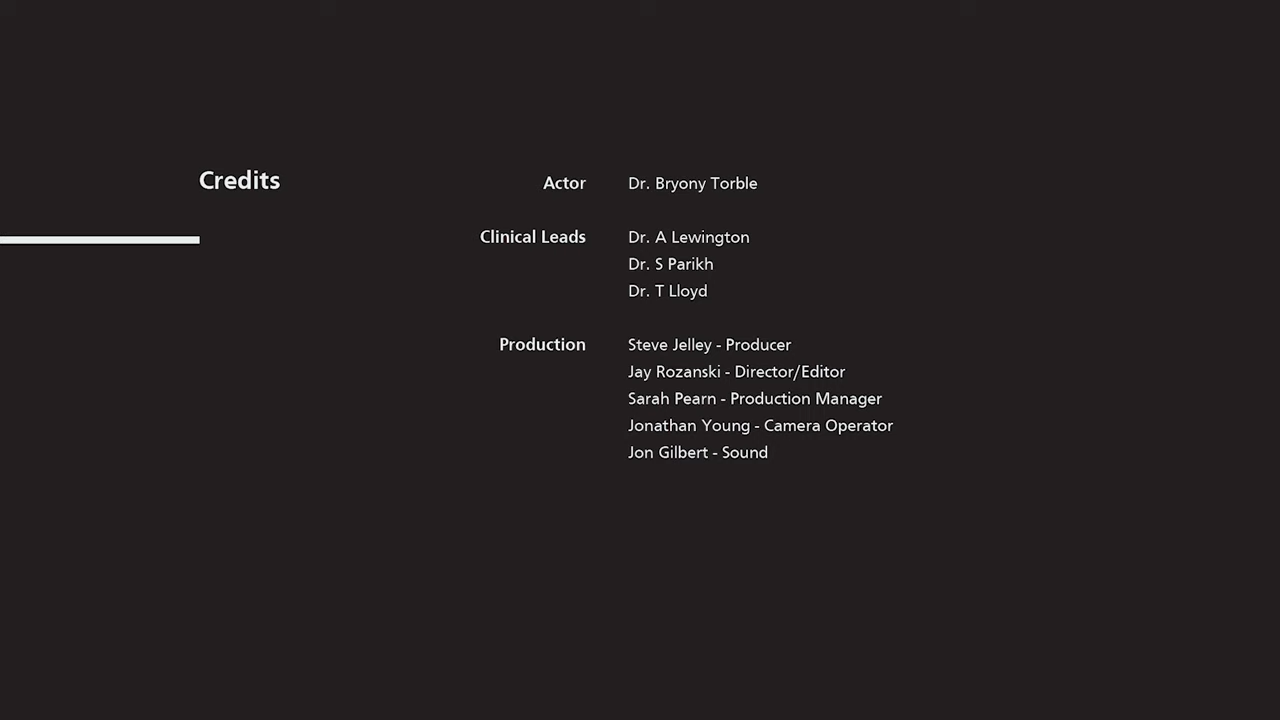 Credits
Actor Dr. Bryony Torble
Clinical Leads Dr. A Lewington
Dr. S Parikh
Dr. T Lloyd
Production Steve Jelley - Producer
Jay Rozanski - Director/Editor
Sarah Pearn - Production Manager
Jonathan Young - Camera Operator
Jon Gilbert - Sound